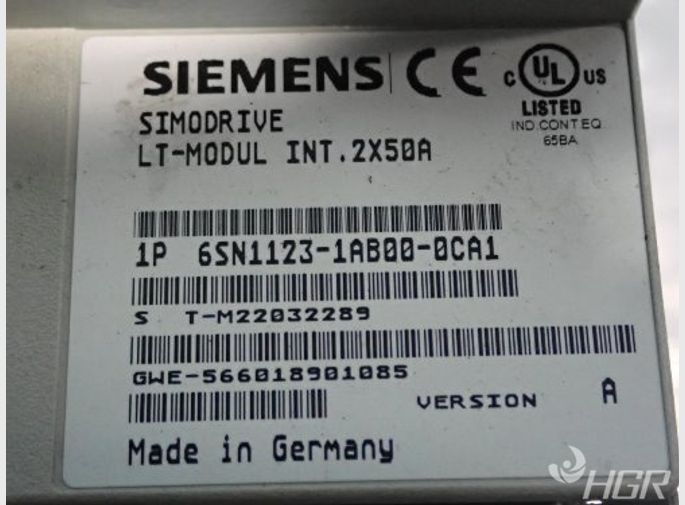 SIEMENS CE C UL US
LISTED
SIMODRIVE
IND.CONT.EQ.
LT-MODUL INT.2X50A
65BA
1P 6SN1123-1AB00-0CA1
S T-M22032289
GWE-566018901085
VERSION A
Made in Germany
HGR